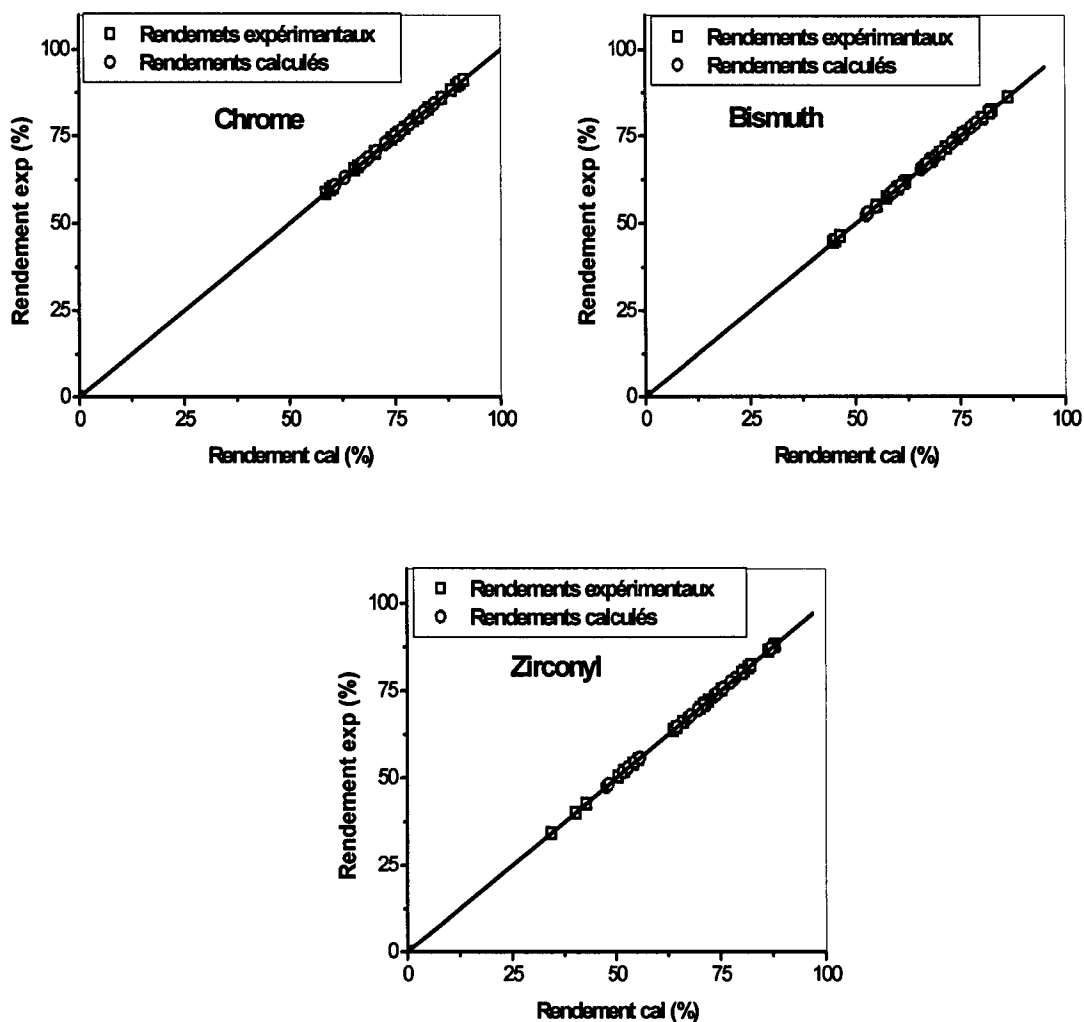 Rendemets expérimantaux
Rendements calculés
Chrome
100
75
50
25
0
Rendement exp (%)
0
25
50
75
100
Rendement cal (%)
Rendements expérimantaux
Rendements calculés
Bismuth
100
75
50
25
0
Rendement exp (%)
0
25
50
75
100
Rendement cal (%)
Rendements expérimentaux
Rendements calculés
Zirconyl
100
75
50
25
0
Rendement exp (%)
0
25
50
75
100
Rendement cal (%)